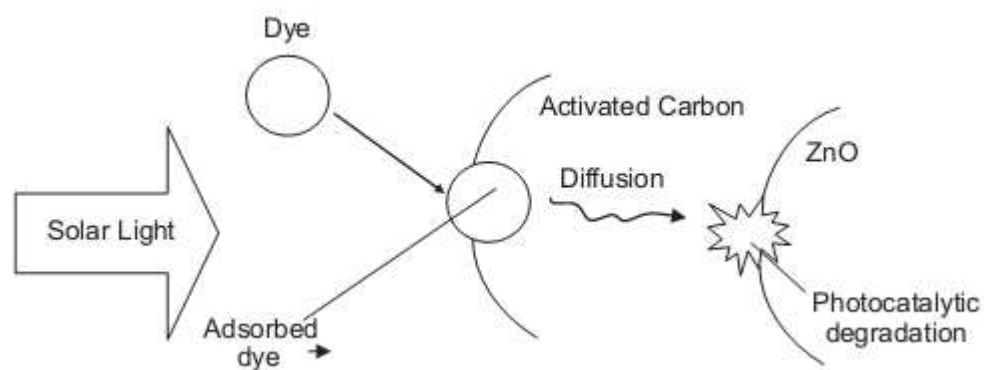 Dye
Activated Carbon
ZnO
Diffusion
Solar Light
Photocatalytic
degradation
Adsorbed
dye